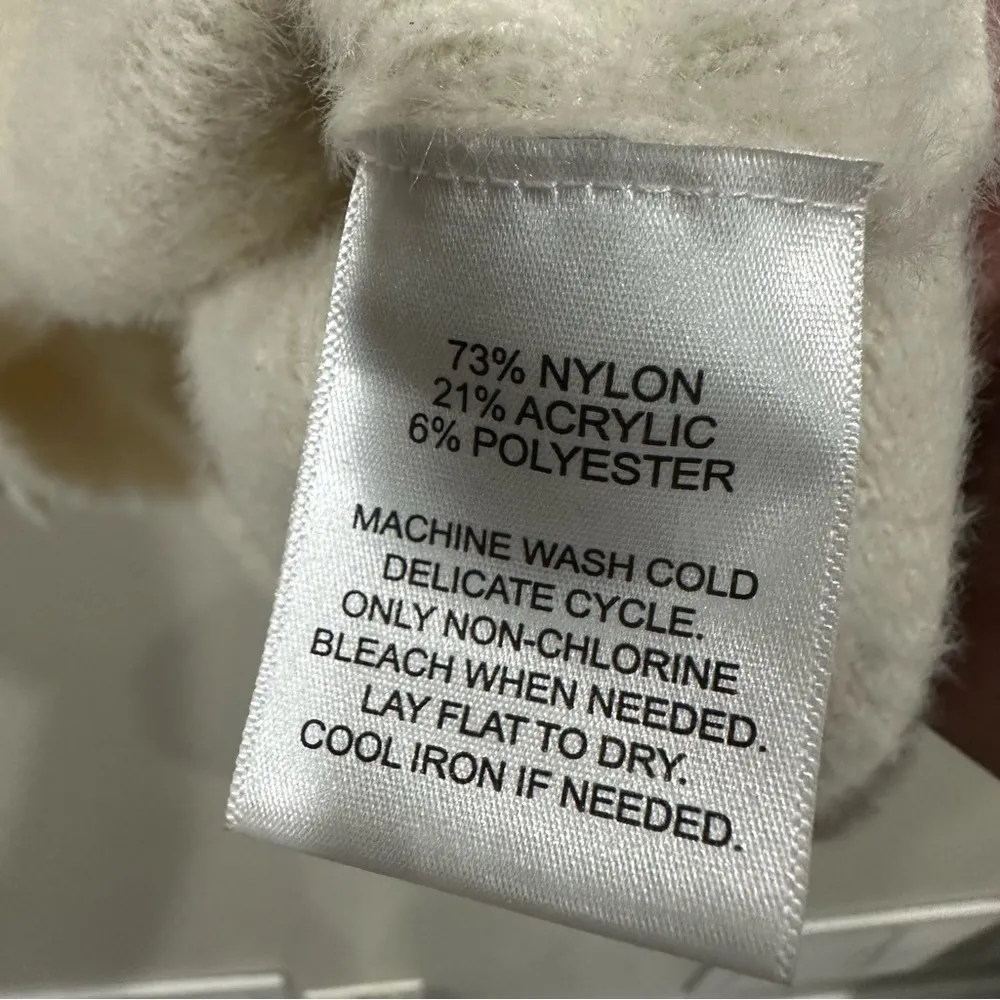 73% NYLON
21% ACRYLIC
6% POLYESTER
MACHINE WASH COLD
DELICATE CYCLE.
ONLY NON-CHLORINE
BLEACH WHEN NEEDED.
LAY FLAT TO DRY.
COOL IRON IF NEEDED.